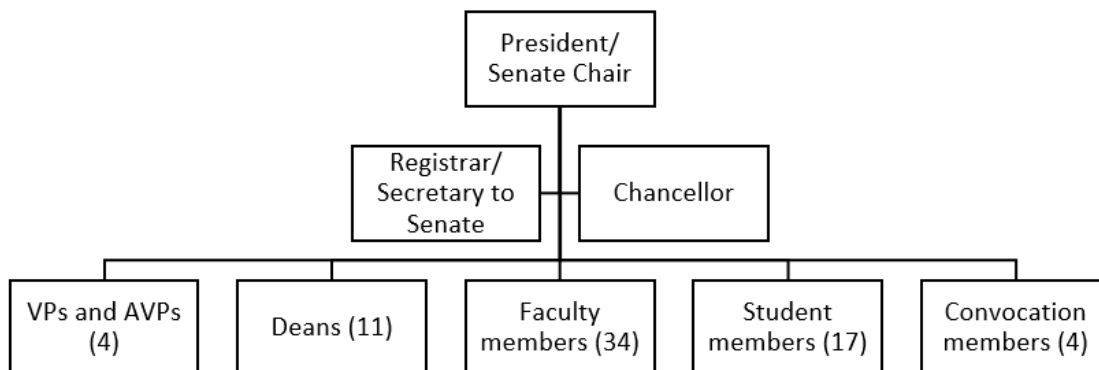 President/
Senate Chair
Registrar/
Secretary to
Senate
Chancellor
VPs and AVPs
(4)
Deans (11)
Faculty
members (34)
Student
members (17)
Convocation
members (4)